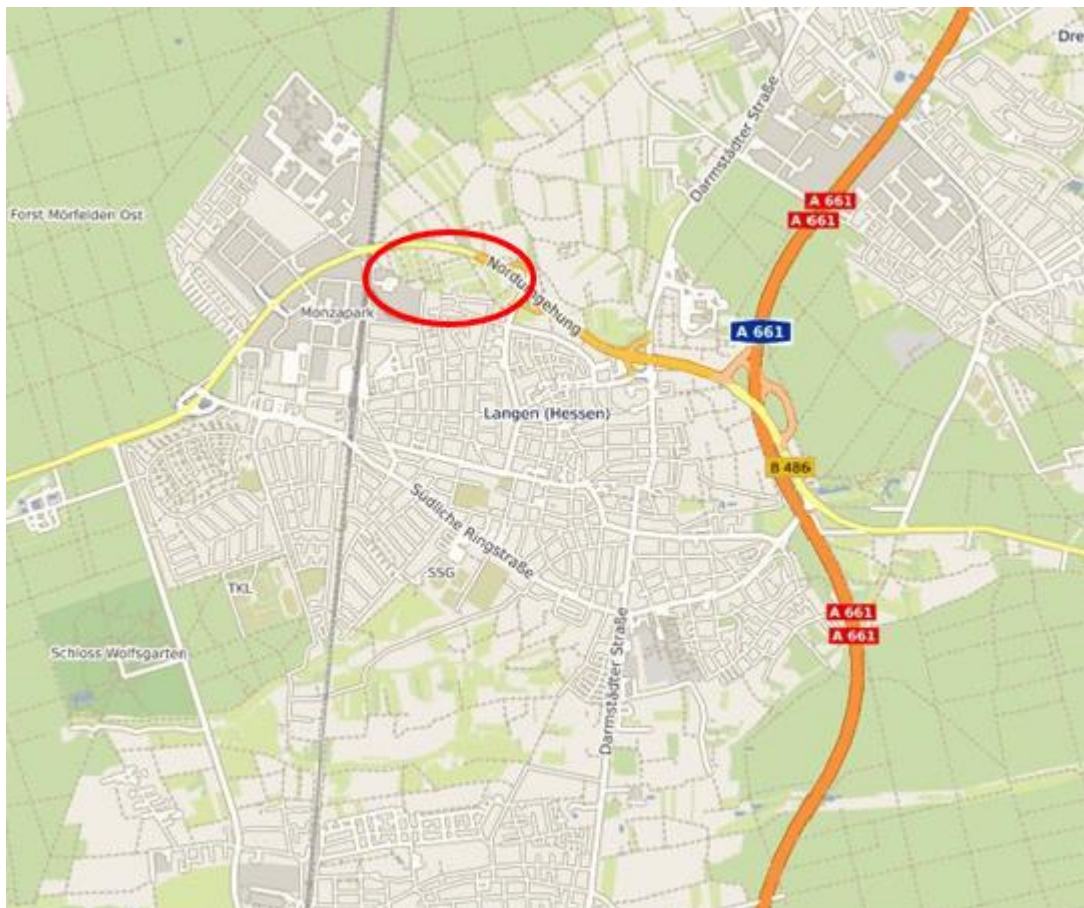 Dre
Darmstädter Straße
A 661
A 661
Forst Mörfelden Ost
Nordumgehung
Monzapark
A 661
Langen (Hessen)
B 486
Südliche Ringstraße
SSG
TKL
A 661
A 661
Schloss Wolfsgarten
Darmstädter Straße